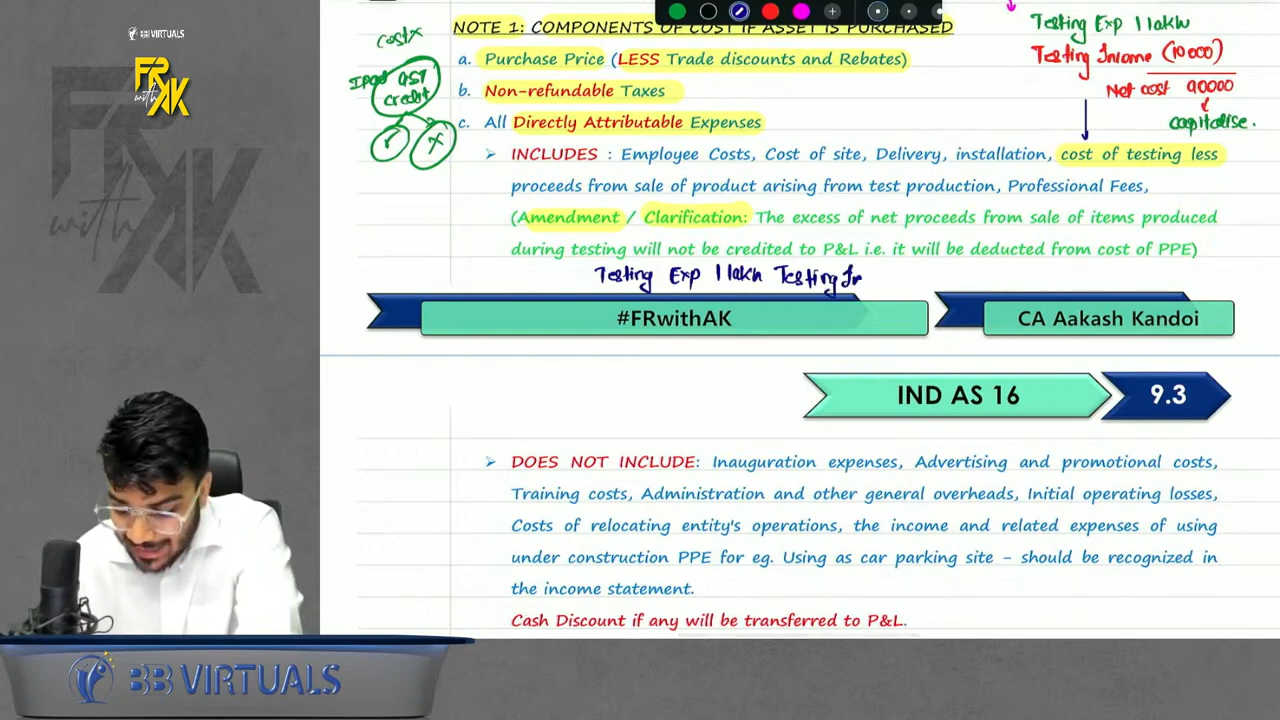 BB VIRTUALS
FR
with
AK
FR
with
AK
NOTE 1: COMPONENTS OF COST IF ASSET IS PURCHASED
Testing Exp 1 lakh
Testing Income (10000)
Net cost 90000
capitalise.
Cost x
GST
credit
a. Purchase Price (LESS Trade discounts and Rebates)
b. Non-refundable Taxes
c. All Directly Attributable Expenses
➢ INCLUDES : Employee Costs, Cost of site, Delivery, installation, cost of testing less
proceeds from sale of product arising from test production, Professional Fees,
(Amendment / Clarification: The excess of net proceeds from sale of items produced
during testing will not be credited to P&L i.e. it will be deducted from cost of PPE)
Testing Exp 1 lakh Testing In
#FRwithAK
CA Aakash Kandoi
IND AS 16
9.3
➢ DOES NOT INCLUDE: Inauguration expenses, Advertising and promotional costs,
Training costs, Administration and other general overheads, Initial operating losses,
Costs of relocating entity's operations, the income and related expenses of using
under construction PPE for eg. Using as car parking site – should be recognized in
the income statement.
Cash Discount if any will be transferred to P&L.
BB VIRTUALS